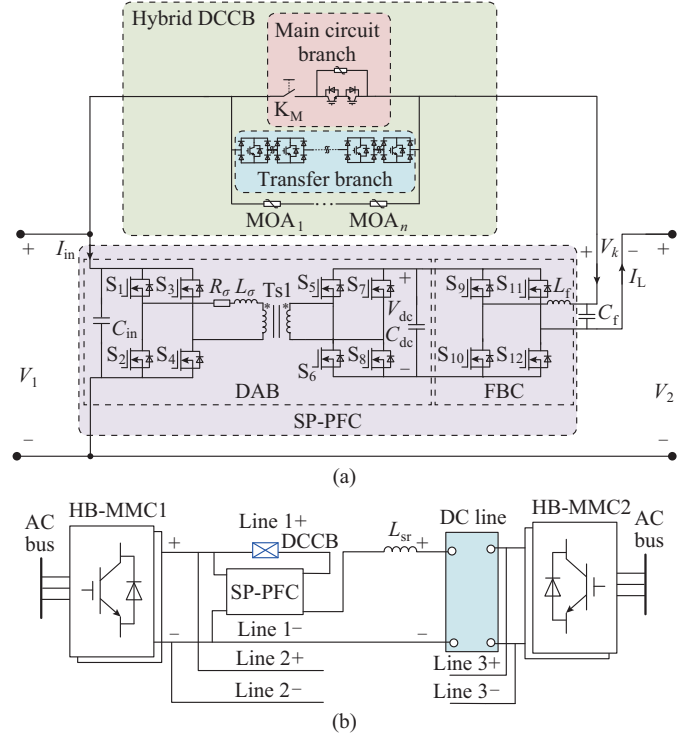 Hybrid DCCB
Main circuit
branch
K_M
Transfer branch
MOA_1 ... MOA_n
+ I_in + V_k − +
I_L
S_1 S_3 R_σ L_σ Ts1 S_5 S_7 + S_9 S_11 L_f
* *
C_in V_dc C_dc C_f
S_2 S_4 S_6 S_8 − S_10 S_12
V_1 DAB FBC V_2
SP-PFC
− −
(a)
HB-MMC1 HB-MMC2
AC
bus
Line 1+
DCCB
L_sr
DC line
AC
bus
+ +
SP-PFC
− Line 1− −
Line 2+ Line 3+
Line 2− Line 3−
(b)